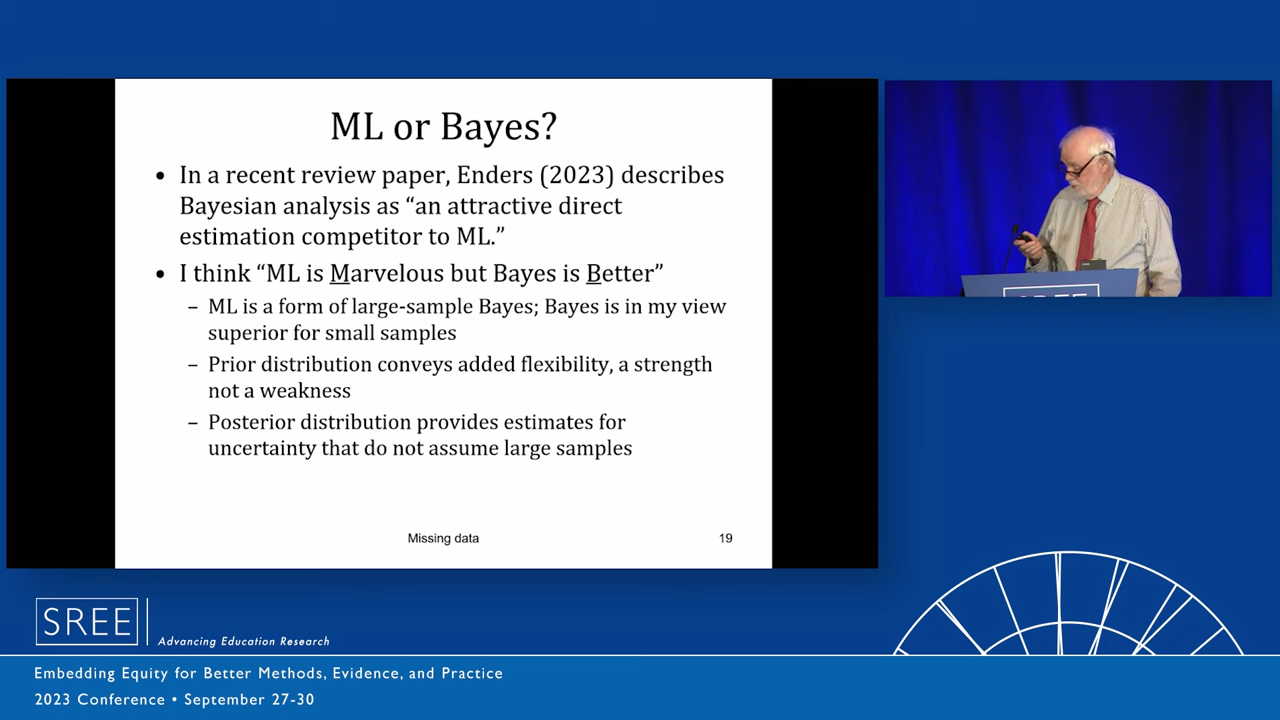 ML or Bayes?
• In a recent review paper, Enders (2023) describes
Bayesian analysis as “an attractive direct
estimation competitor to ML.”
• I think “ML is Marvelous but Bayes is Better”
– ML is a form of large-sample Bayes; Bayes is in my view
superior for small samples
– Prior distribution conveys added flexibility, a strength
not a weakness
– Posterior distribution provides estimates for
uncertainty that do not assume large samples
Missing data
19
SREE
SREE
Advancing Education Research
Embedding Equity for Better Methods, Evidence, and Practice
2023 Conference • September 27-30